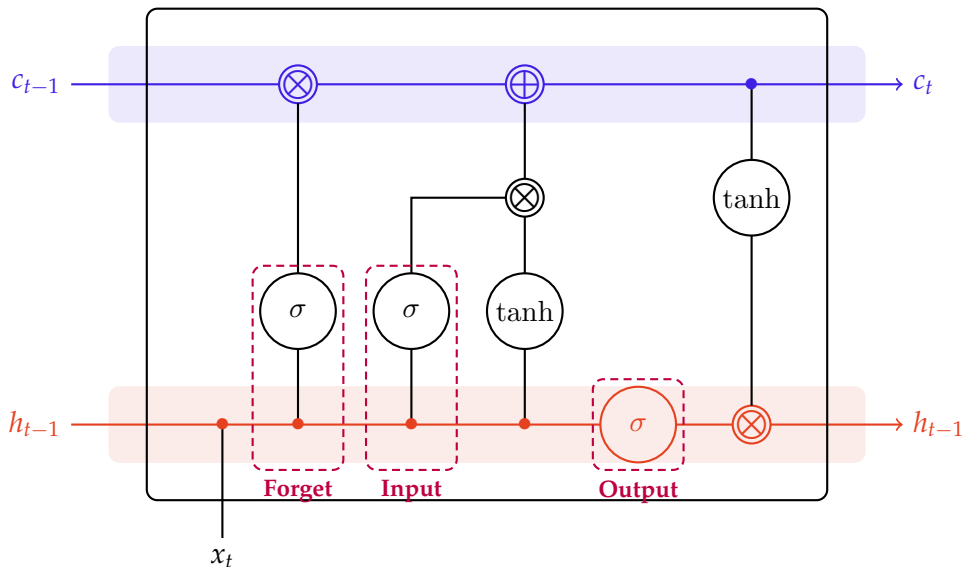 c_{t−1} c_t
tanh
σ σ tanh
h_{t−1} σ h_{t−1}
Forget Input Output
x_t